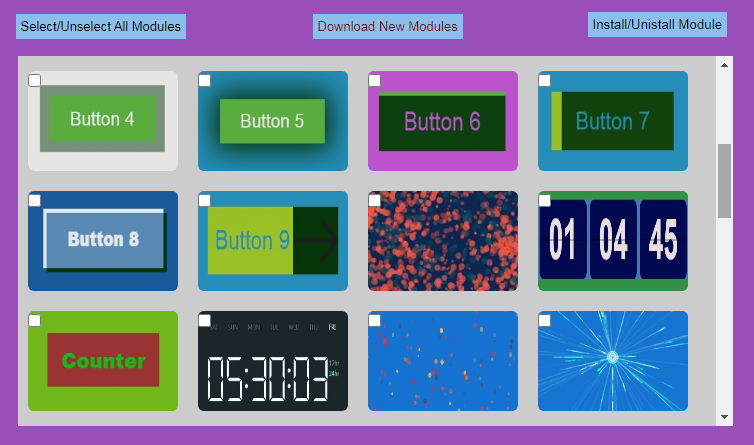 Select/Unselect All Modules
Download New Modules
Install/Unistall Module
Button 4
Button 5
Button 6
Button 7
Button 8
Button 9
01 04 45
Counter
SAT SUN MON TUE WED THU FRI
05:30:03
12hr
24hr